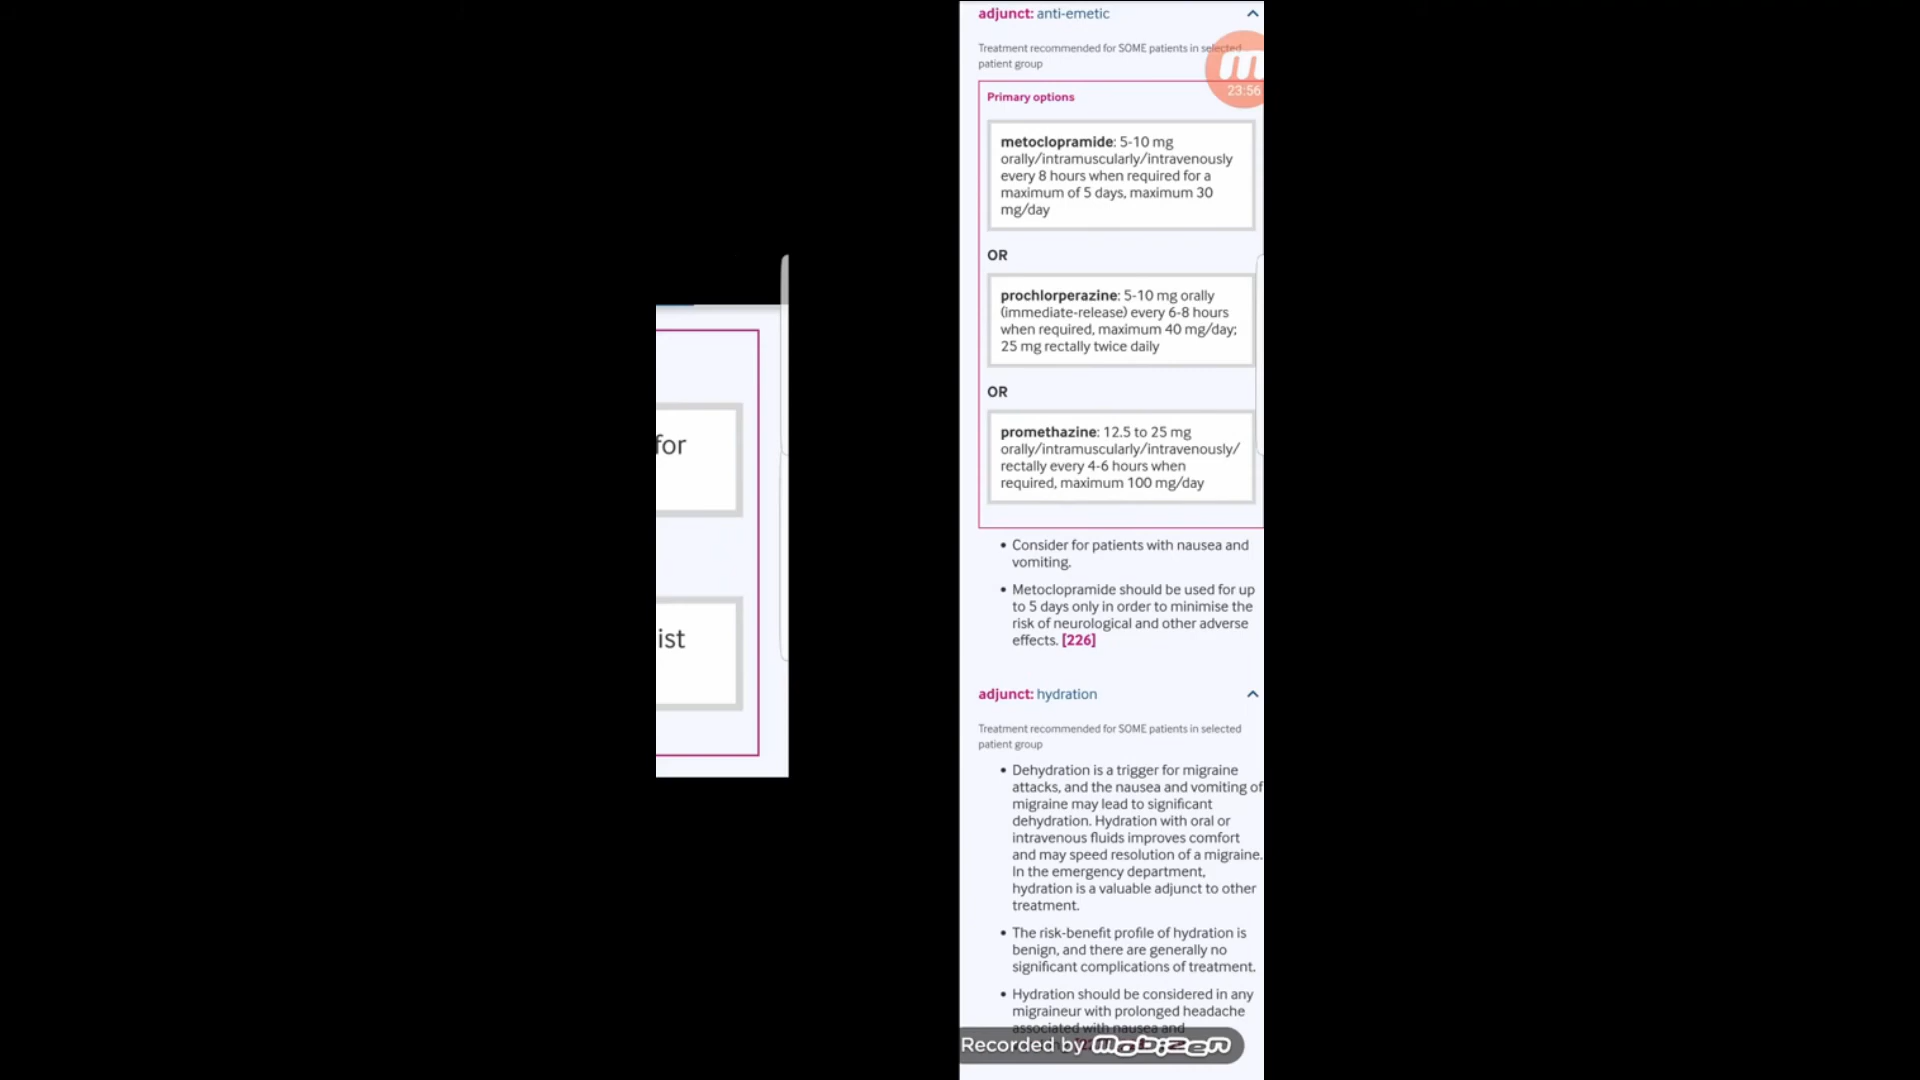 for
ist
adjunct: anti-emetic
Treatment recommended for SOME patients in selected
patient group
23:56
Primary options
metoclopramide: 5-10 mg
orally/intramuscularly/intravenously
every 8 hours when required for a
maximum of 5 days, maximum 30
mg/day
OR
prochlorperazine: 5-10 mg orally
(immediate-release) every 6-8 hours
when required, maximum 40 mg/day;
25 mg rectally twice daily
OR
promethazine: 12.5 to 25 mg
orally/intramuscularly/intravenously/
rectally every 4-6 hours when
required, maximum 100 mg/day
• Consider for patients with nausea and
vomiting.
• Metoclopramide should be used for up
to 5 days only in order to minimise the
risk of neurological and other adverse
effects. [226]
adjunct: hydration
Treatment recommended for SOME patients in selected
patient group
• Dehydration is a trigger for migraine
attacks, and the nausea and vomiting of
migraine may lead to significant
dehydration. Hydration with oral or
intravenous fluids improves comfort
and may speed resolution of a migraine.
In the emergency department,
hydration is a valuable adjunct to other
treatment.
• The risk-benefit profile of hydration is
benign, and there are generally no
significant complications of treatment.
• Hydration should be considered in any
migraineur with prolonged headache
associated with nausea and
Recorded by mobizen